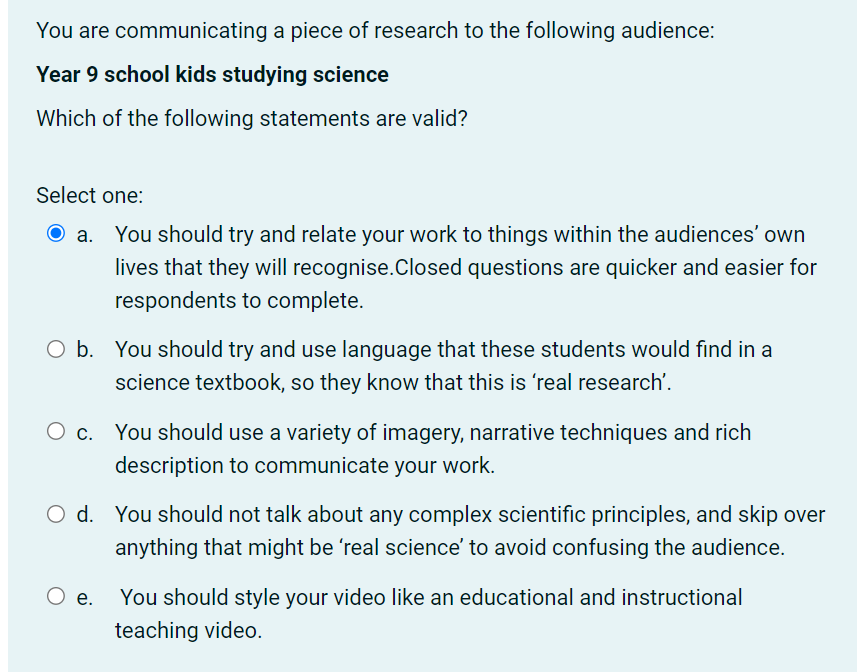 You are communicating a piece of research to the following audience:
Year 9 school kids studying science
Which of the following statements are valid?
Select one:
a. You should try and relate your work to things within the audiences’ own
lives that they will recognise.Closed questions are quicker and easier for
respondents to complete.
b. You should try and use language that these students would find in a
science textbook, so they know that this is ‘real research’.
c. You should use a variety of imagery, narrative techniques and rich
description to communicate your work.
d. You should not talk about any complex scientific principles, and skip over
anything that might be ‘real science’ to avoid confusing the audience.
e. You should style your video like an educational and instructional
teaching video.